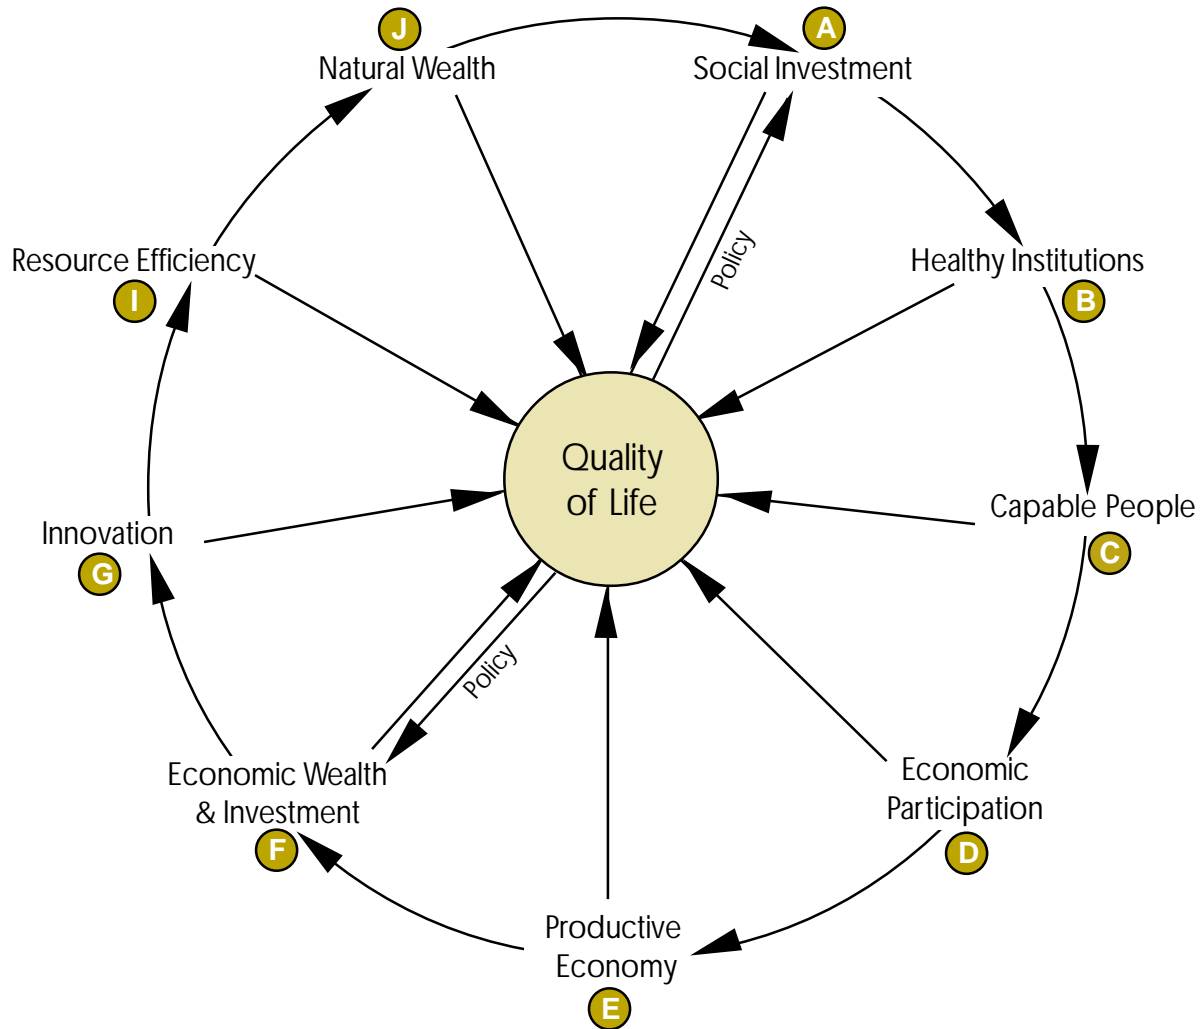 J
A
Natural Wealth
Social Investment
Policy
Resource Efficiency
I
Healthy Institutions
B
Quality
of Life
Innovation
G
Capable People
C
Policy
Economic Wealth
& Investment
F
Economic
Participation
D
Productive
Economy
E